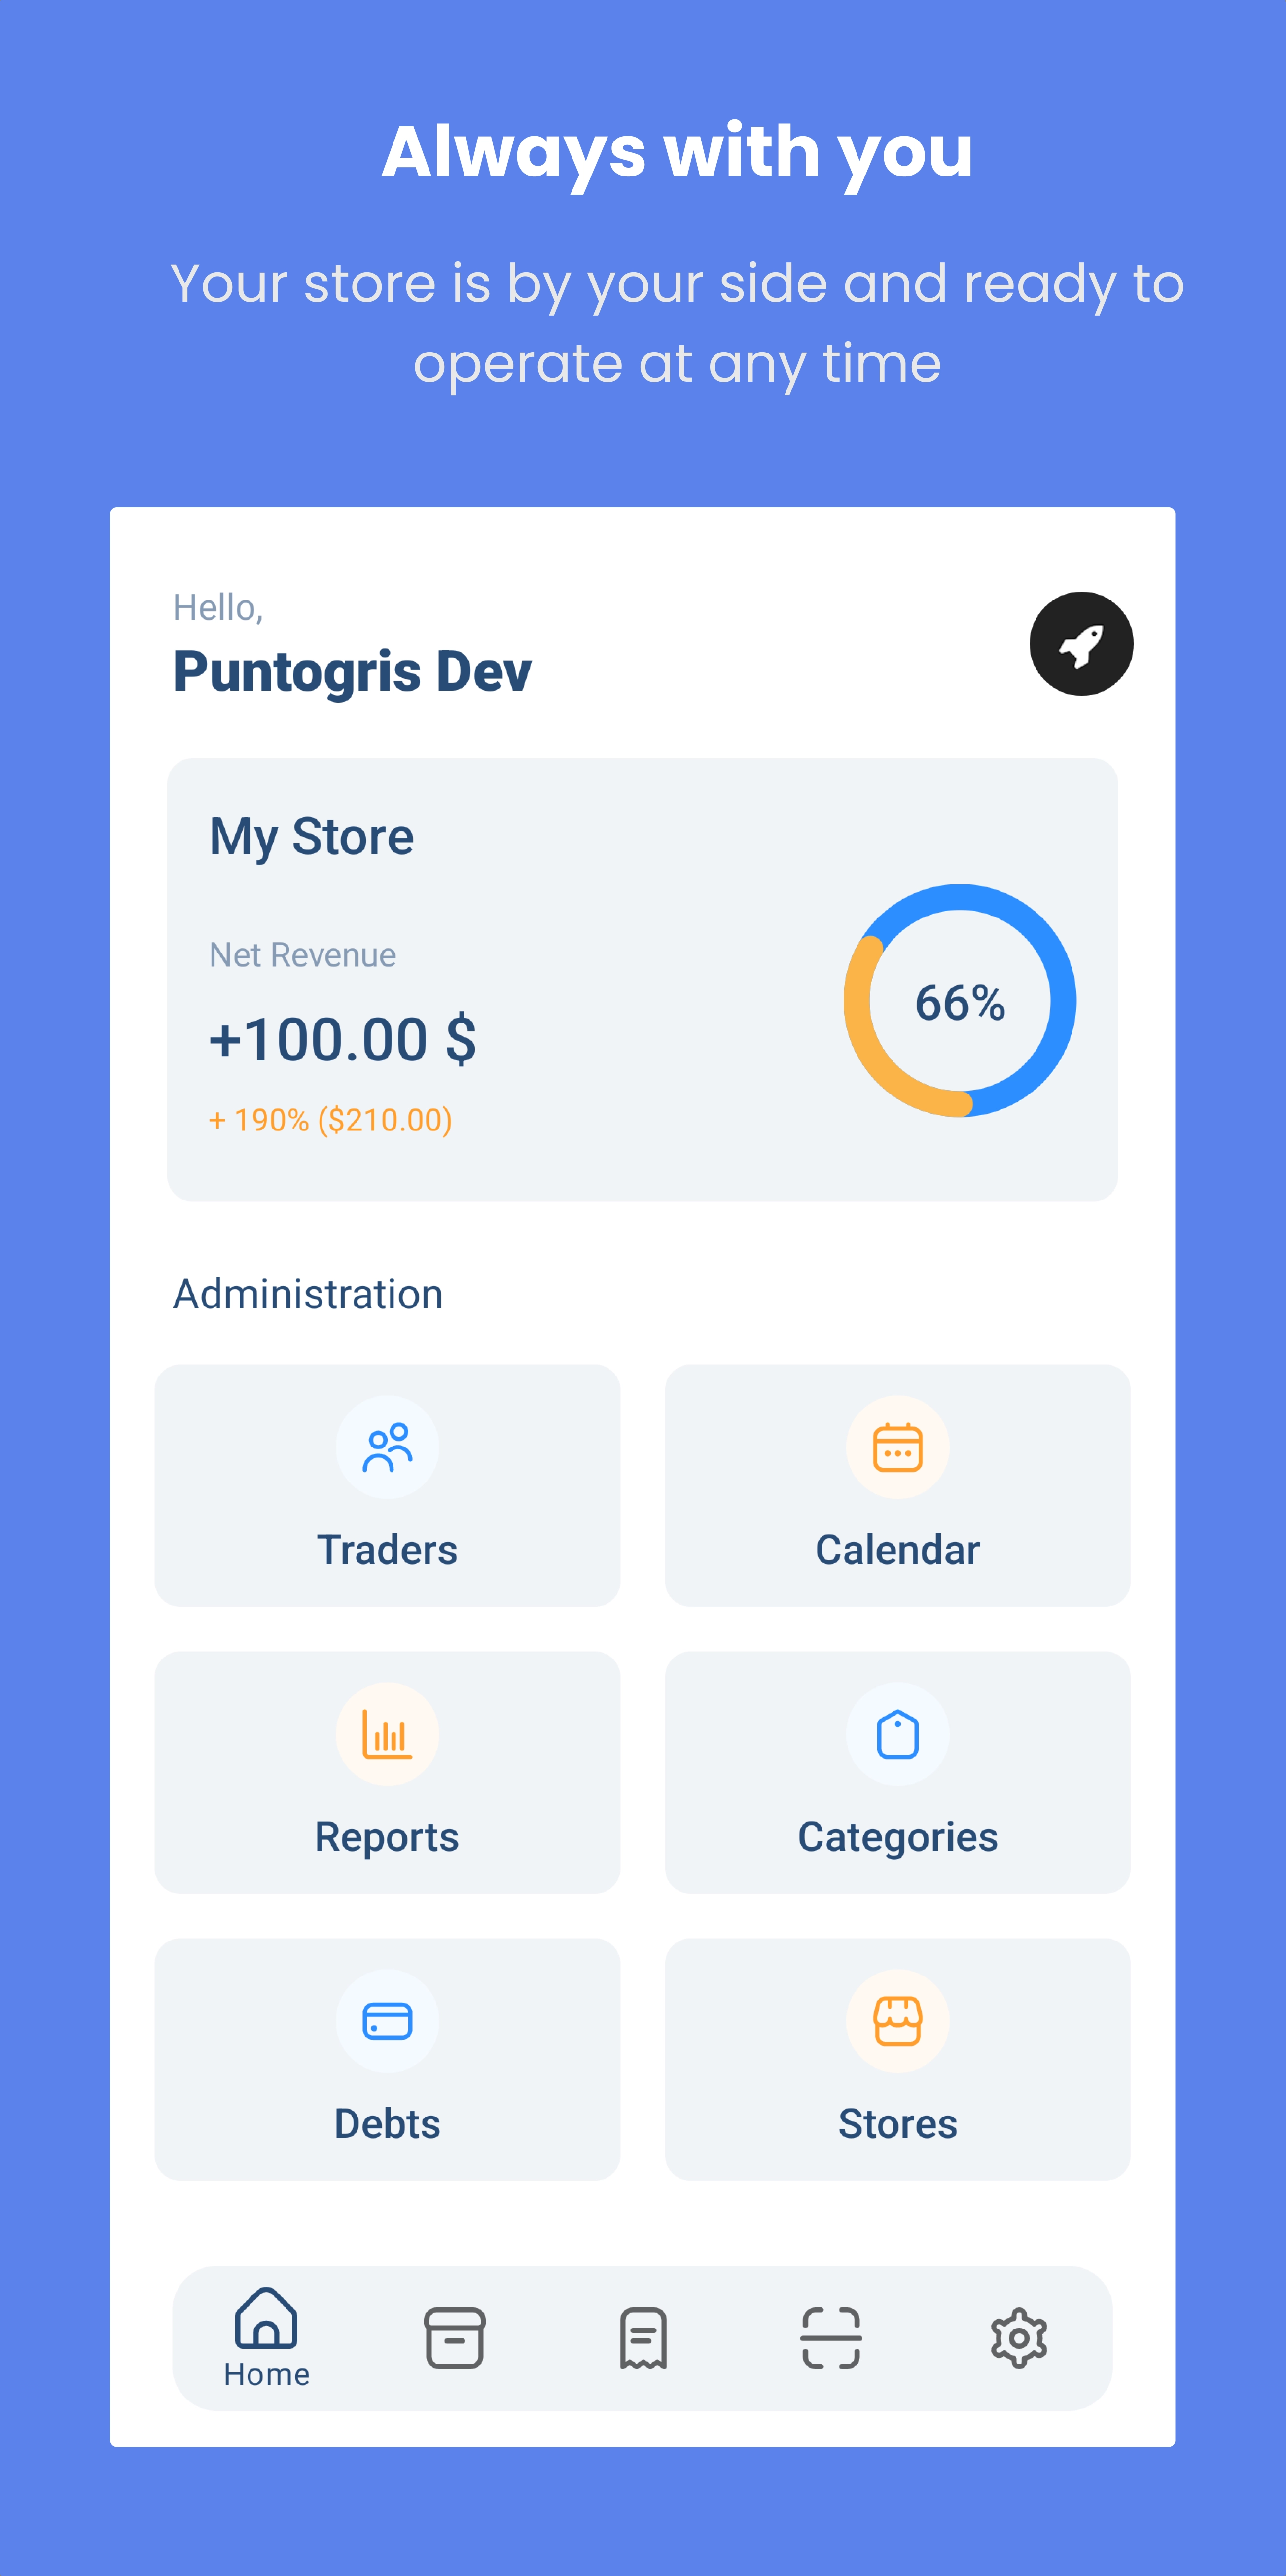 Always with you
Your store is by your side and ready to
operate at any time
Hello,
Puntogris Dev
My Store
Net Revenue
+100.00 $
+ 190% ($210.00)
66%
Administration
Traders
Calendar
Reports
Categories
Debts
Stores
Home